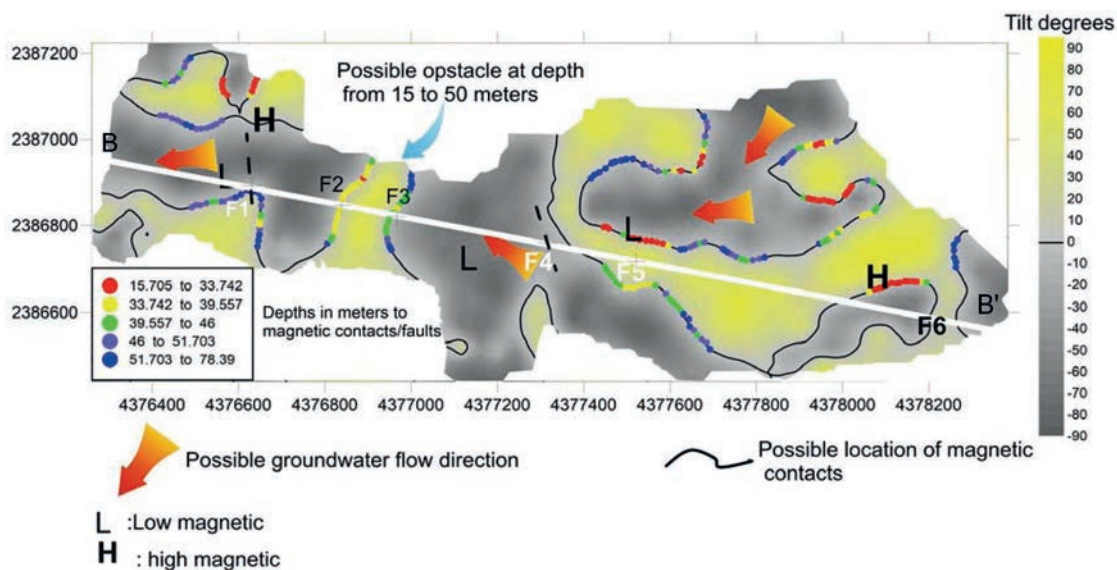 Tilt degrees
2387200
2387000
2386800
2386600
Possible opstacle at depth
from 15 to 50 meters
90
80
70
60
50
40
30
20
10
0
-10
-20
-30
-40
-50
-60
-70
-80
-90
B
H
L
F1
F2
F3
L
F4
L
F5
H
F6
B'
15.705 to 33.742
33.742 to 39.557
39.557 to 46
46 to 51.703
51.703 to 78.39
Depths in meters to
magnetic contacts/faults
4376400 4376600 4376800 4377000 4377200 4377400 4377600 4377800 4378000 4378200
Possible groundwater flow direction
Possible location of magnetic
contacts
L :Low magnetic
H : high magnetic